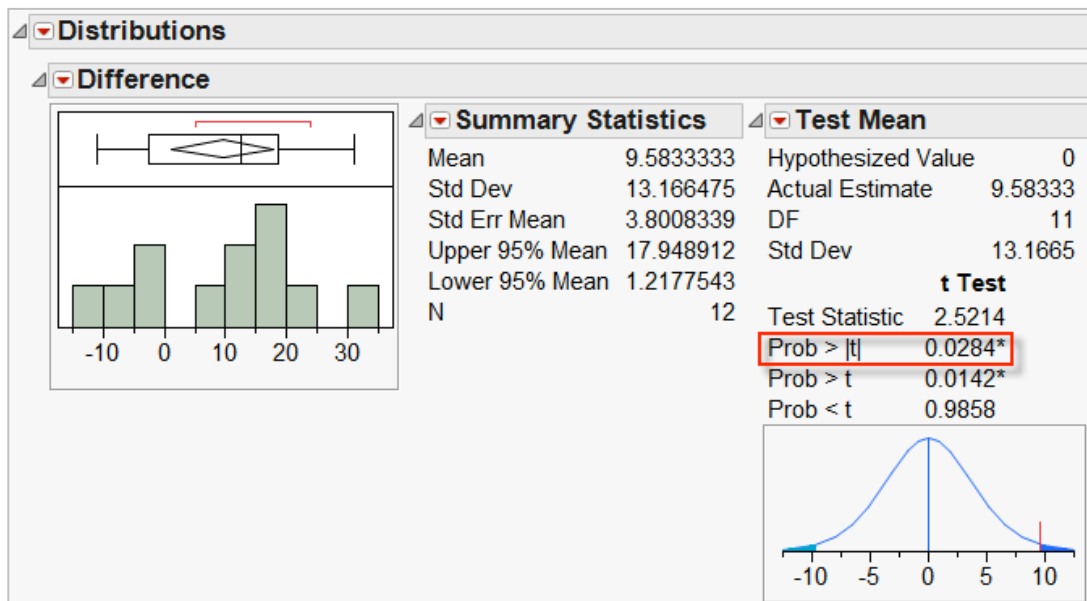 Distributions
Difference
-10 0 10 20 30
Summary Statistics
Mean 9.5833333
Std Dev 13.166475
Std Err Mean 3.8008339
Upper 95% Mean 17.948912
Lower 95% Mean 1.2177543
N 12
Test Mean
Hypothesized Value 0
Actual Estimate 9.58333
DF 11
Std Dev 13.1665
t Test
Test Statistic 2.5214
Prob > |t| 0.0284*
Prob > t 0.0142*
Prob < t 0.9858
-10 -5 0 5 10